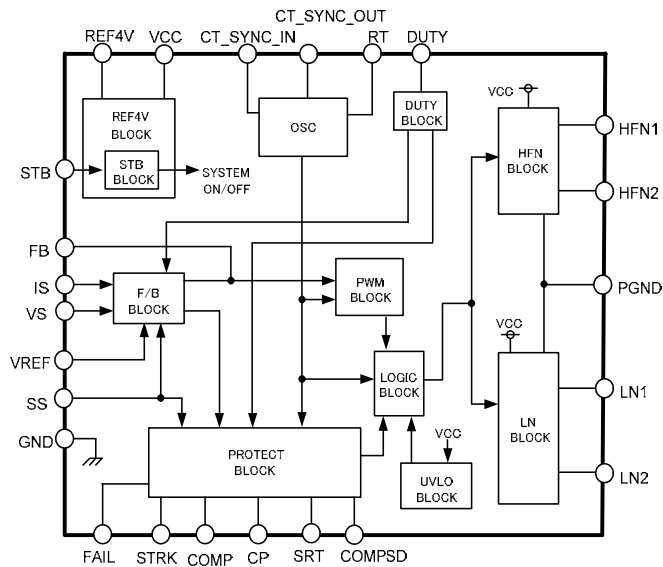 CT_SYNC_OUT
REF4V
VCC
CT_SYNC_IN
RT
DUTY
REF4V
BLOCK
STB
BLOCK
SYSTEM
ON/OFF
OSC
DUTY
BLOCK
VCC
HFN
BLOCK
HFN1
HFN2
STB
FB
IS
VS
VREF
SS
GND
F/B
BLOCK
PWM
BLOCK
LOGIC
BLOCK
PGND
VCC
LN
BLOCK
LN1
LN2
PROTECT
BLOCK
VCC
UVLO
BLOCK
FAIL
STRK
COMP
CP
SRT
COMPSD